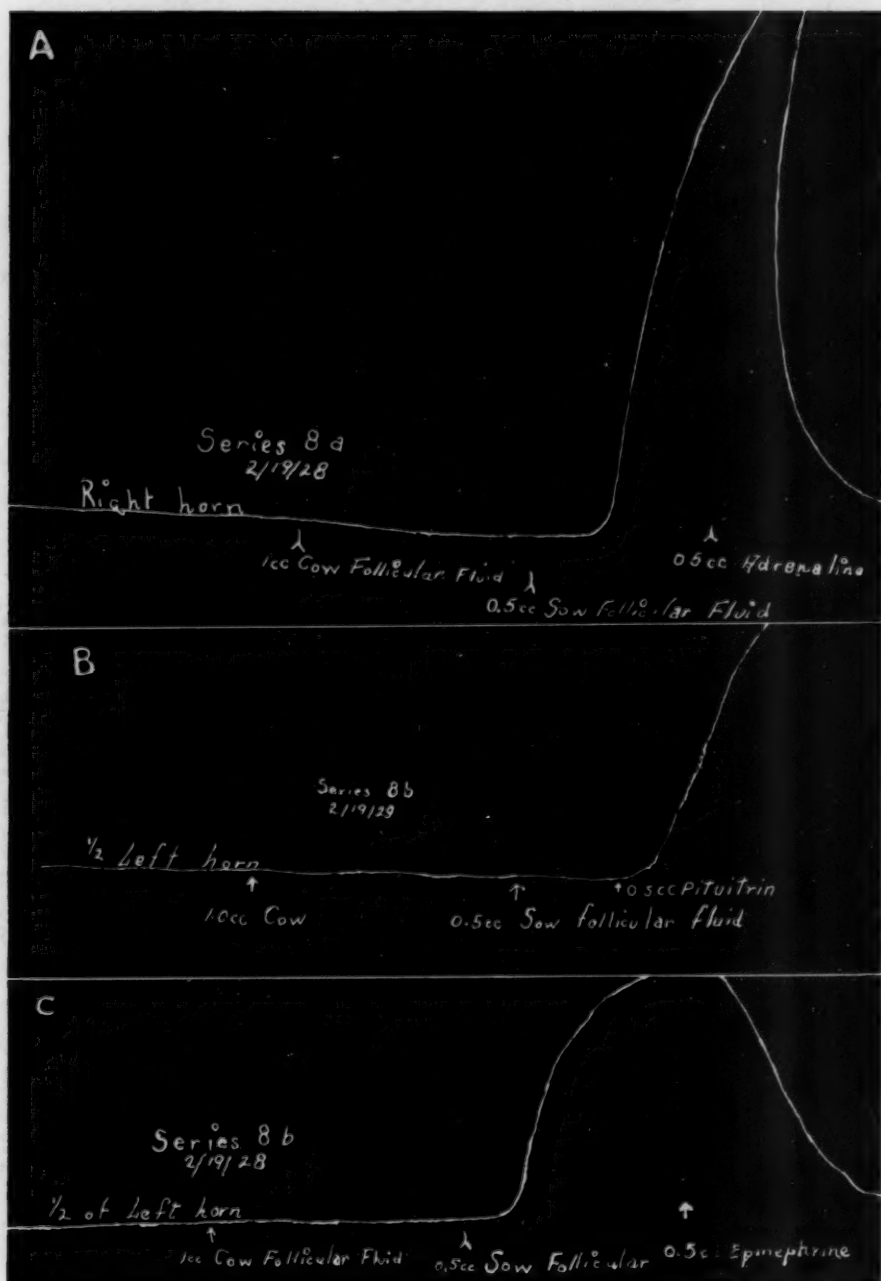 A
Series 8 a
2/19/28
Right horn
1cc Cow Follicular Fluid
0.5cc Sow Follicular Fluid
0.5cc Adrenaline
B
Series 8b
2/19/29
1/2 Left horn
1.0cc Cow
0.5cc Sow follicular fluid
0.5cc Pituitrin
C
Series 8 b
2/19/28
1/2 of Left horn
1cc Cow Follicular Fluid
0.5cc Sow Follicular
0.5cc Epinephrine